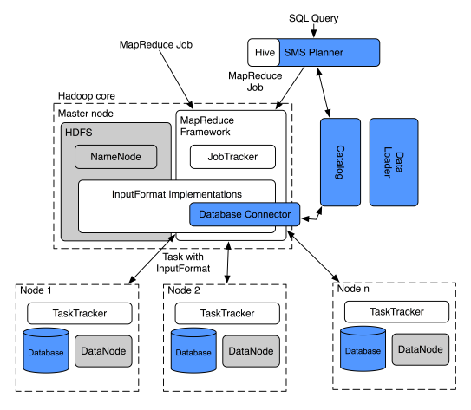 SQL Query
MapReduce Job
Hive
SMS Planner
MapReduce
Job
Hadoop core
Master node
HDFS
MapReduce
Framework
NameNode
JobTracker
Catalog
Data
Loader
InputFormat Implementations
Database Connector
Task with
InputFormat
Node 1
Node 2
Node n
TaskTracker
TaskTracker
TaskTracker
Database
DataNode
Database
DataNode
Database
DataNode